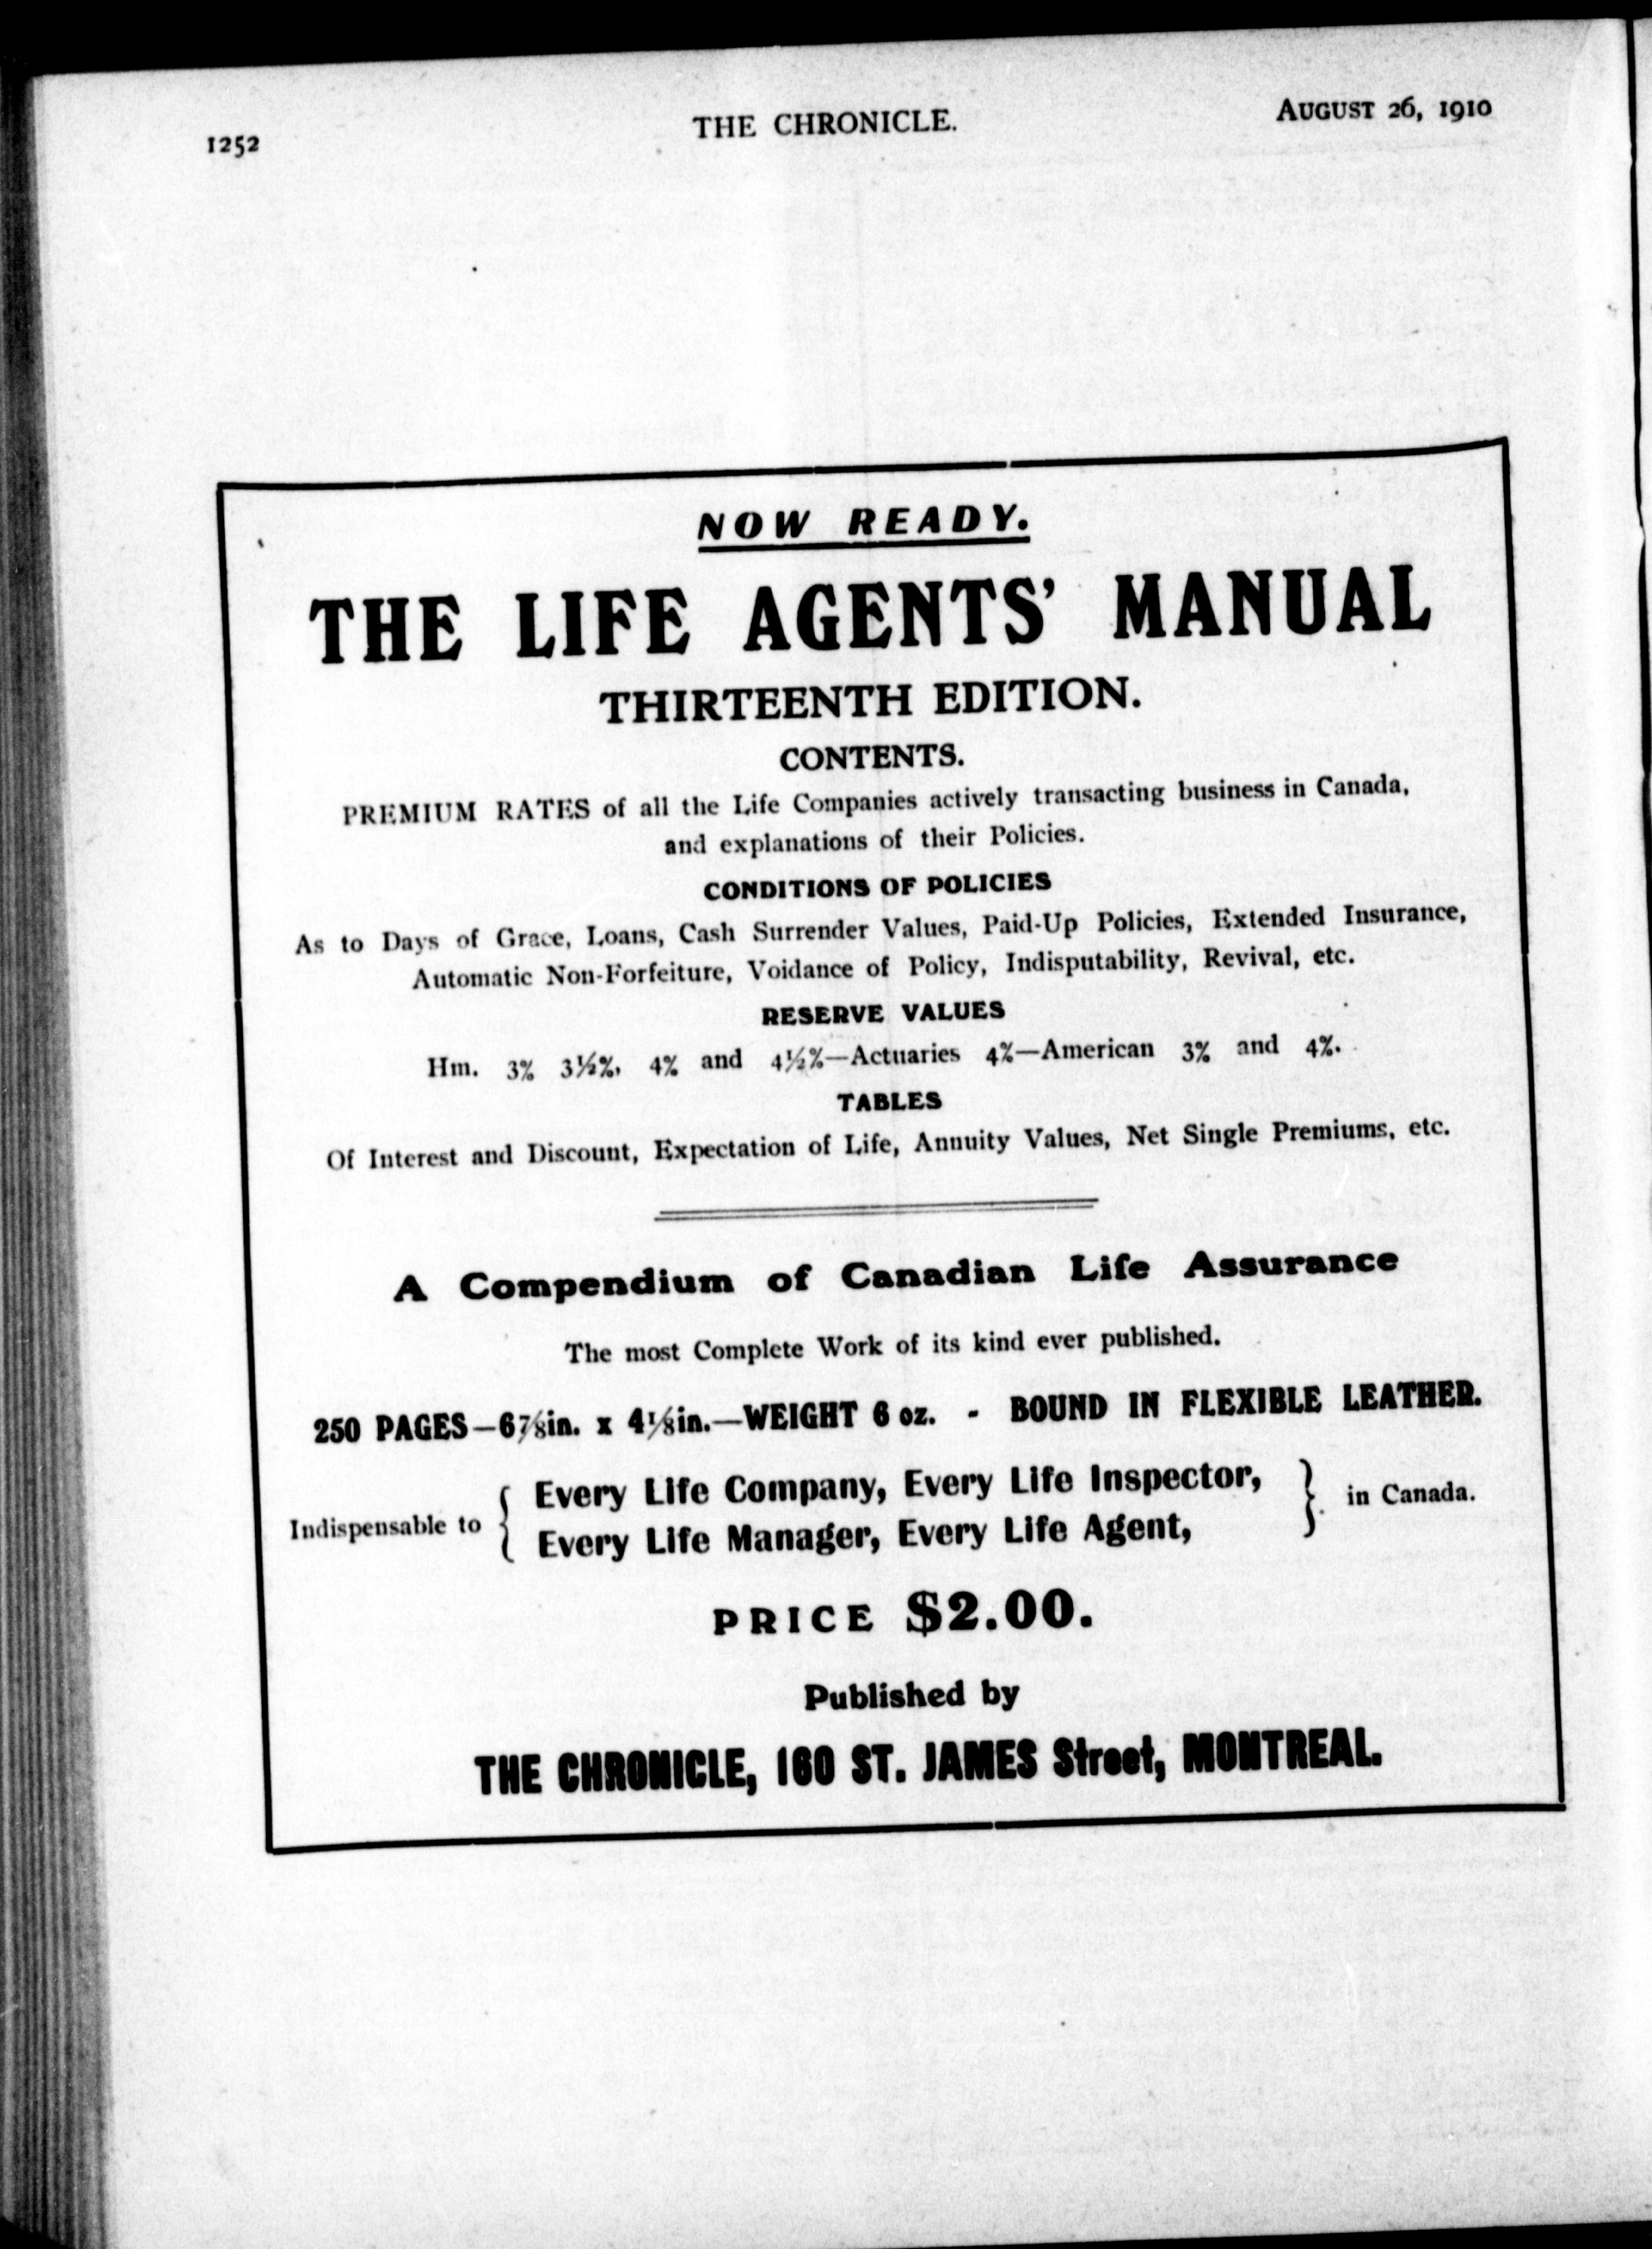 1252
THE CHRONICLE.
AUGUST 26, 1910
NOW READY.
THE LIFE AGENTS' MANUAL
THIRTEENTH EDITION.
CONTENTS.
PREMIUM RATES of all the Life Companies actively transacting business in Canada,
and explanations of their Policies.
CONDITIONS OF POLICIES
As to Days of Grace, Loans, Cash Surrender Values, Paid-Up Policies, Extended Insurance,
Automatic Non-Forfeiture, Voidance of Policy, Indisputability, Revival, etc.
RESERVE VALUES
Hm. 3% 3½%, 4% and 4½%—Actuaries 4%—American 3% and 4%.
TABLES
Of Interest and Discount, Expectation of Life, Annuity Values, Net Single Premiums, etc.
A Compendium of Canadian Life Assurance
The most Complete Work of its kind ever published.
250 PAGES—6⅞in. x 4⅛in.—WEIGHT 6 oz. - BOUND IN FLEXIBLE LEATHER.
Every Life Company, Every Life Inspector,
Indispensable to { } in Canada.
Every Life Manager, Every Life Agent,
PRICE $2.00.
Published by
THE CHRONICLE, 160 ST. JAMES Street, MONTREAL.